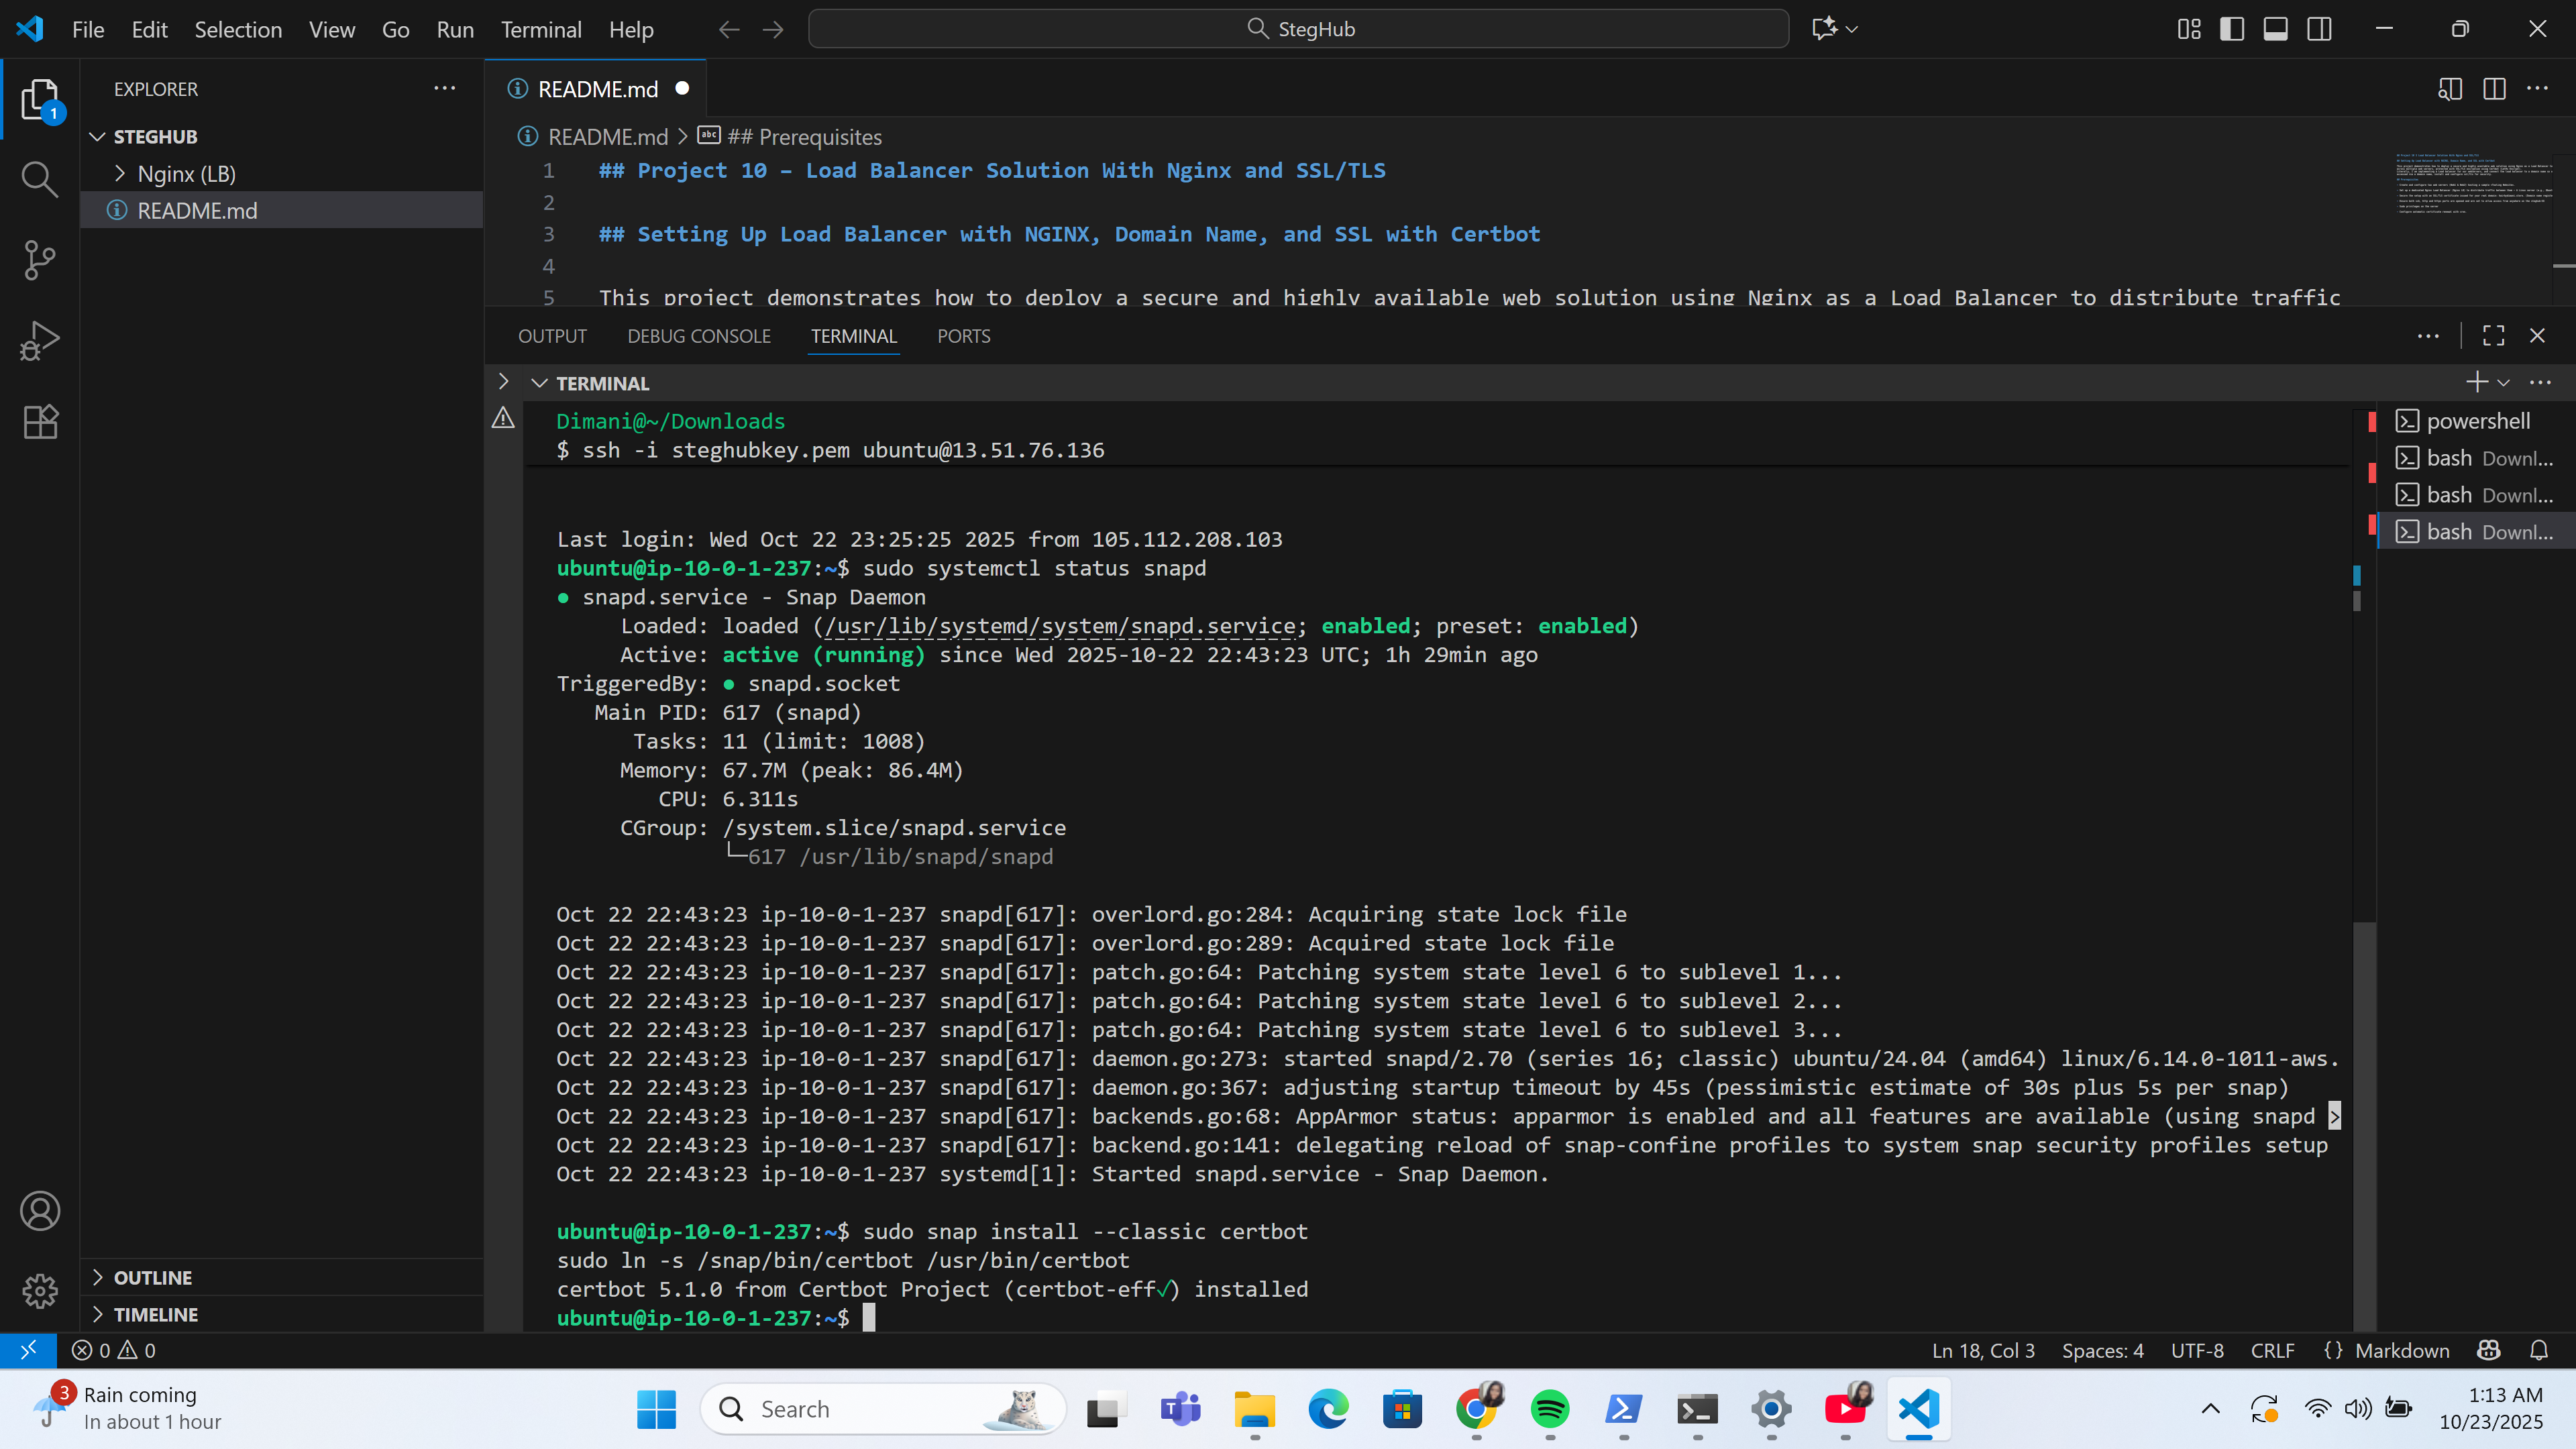 File Edit Selection View Go Run Terminal Help
StegHub
EXPLORER
1
STEGHUB
Nginx (LB)
README.md
README.md
README.md > ## Prerequisites
1 ## Project 10 – Load Balancer Solution With Nginx and SSL/TLS
2
3 ## Setting Up Load Balancer with NGINX, Domain Name, and SSL with Certbot
4
5 This project demonstrates how to deploy a secure and highly available web solution using Nginx as a Load Balancer to distribute traffic
OUTPUT DEBUG CONSOLE TERMINAL PORTS
TERMINAL
Dimani@~/Downloads
$ ssh -i steghubkey.pem ubuntu@13.51.76.136
Last login: Wed Oct 22 23:25:25 2025 from 105.112.208.103
ubuntu@ip-10-0-1-237:~$ sudo systemctl status snapd
● snapd.service - Snap Daemon
Loaded: loaded (/usr/lib/systemd/system/snapd.service; enabled; preset: enabled)
Active: active (running) since Wed 2025-10-22 22:43:23 UTC; 1h 29min ago
TriggeredBy: ● snapd.socket
Main PID: 617 (snapd)
Tasks: 11 (limit: 1008)
Memory: 67.7M (peak: 86.4M)
CPU: 6.311s
CGroup: /system.slice/snapd.service
└─617 /usr/lib/snapd/snapd
Oct 22 22:43:23 ip-10-0-1-237 snapd[617]: overlord.go:284: Acquiring state lock file
Oct 22 22:43:23 ip-10-0-1-237 snapd[617]: overlord.go:289: Acquired state lock file
Oct 22 22:43:23 ip-10-0-1-237 snapd[617]: patch.go:64: Patching system state level 6 to sublevel 1...
Oct 22 22:43:23 ip-10-0-1-237 snapd[617]: patch.go:64: Patching system state level 6 to sublevel 2...
Oct 22 22:43:23 ip-10-0-1-237 snapd[617]: patch.go:64: Patching system state level 6 to sublevel 3...
Oct 22 22:43:23 ip-10-0-1-237 snapd[617]: daemon.go:273: started snapd/2.70 (series 16; classic) ubuntu/24.04 (amd64) linux/6.14.0-1011-aws.
Oct 22 22:43:23 ip-10-0-1-237 snapd[617]: daemon.go:367: adjusting startup timeout by 45s (pessimistic estimate of 30s plus 5s per snap)
Oct 22 22:43:23 ip-10-0-1-237 snapd[617]: backends.go:68: AppArmor status: apparmor is enabled and all features are available (using snapd >
Oct 22 22:43:23 ip-10-0-1-237 snapd[617]: backend.go:141: delegating reload of snap-confine profiles to system snap security profiles setup
Oct 22 22:43:23 ip-10-0-1-237 systemd[1]: Started snapd.service - Snap Daemon.
ubuntu@ip-10-0-1-237:~$ sudo snap install --classic certbot
sudo ln -s /snap/bin/certbot /usr/bin/certbot
certbot 5.1.0 from Certbot Project (certbot-eff✓) installed
ubuntu@ip-10-0-1-237:~$
powershell
bash Downl...
bash Downl...
bash Downl...
OUTLINE
TIMELINE
0 0
Ln 18, Col 3 Spaces: 4 UTF-8 CRLF {} Markdown
3
Rain coming
In about 1 hour
Search
1:13 AM
10/23/2025